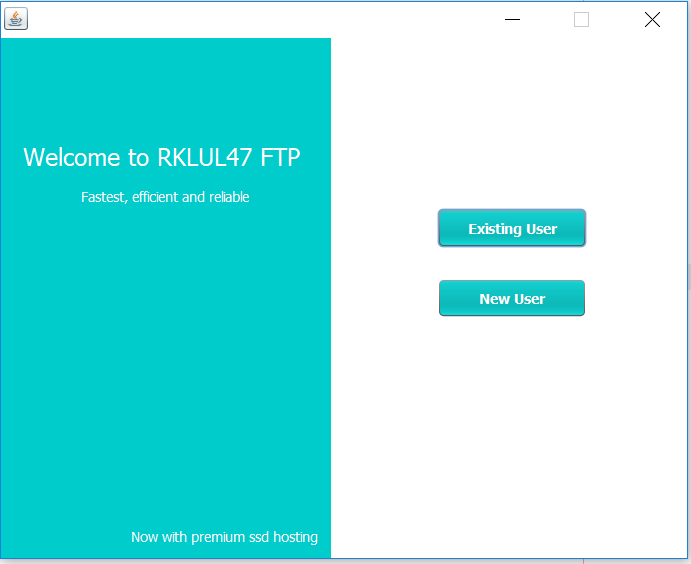 Welcome to RKLUL47 FTP
Fastest, efficient and reliable
Existing User
New User
Now with premium ssd hosting